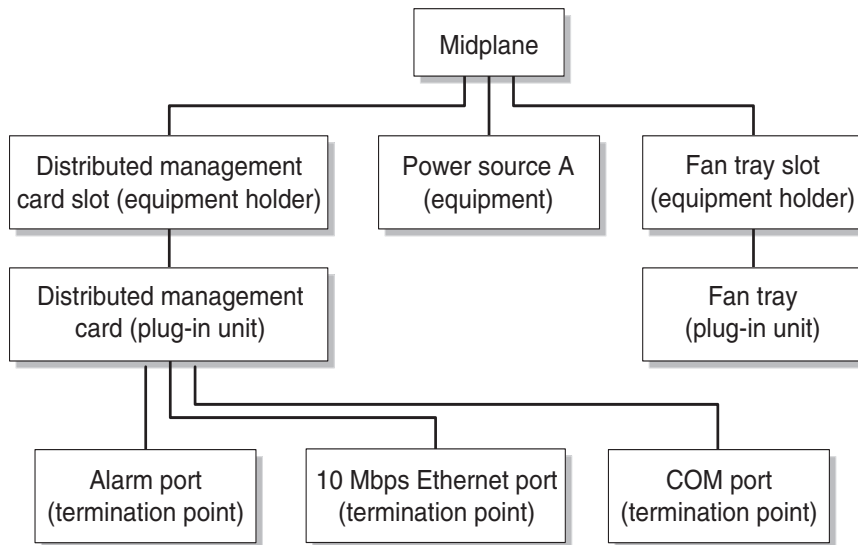 Midplane
Distributed management
card slot (equipment holder)
Power source A
(equipment)
Fan tray slot
(equipment holder)
Distributed management
card (plug-in unit)
Fan tray
(plug-in unit)
Alarm port
(termination point)
10 Mbps Ethernet port
(termination point)
COM port
(termination point)